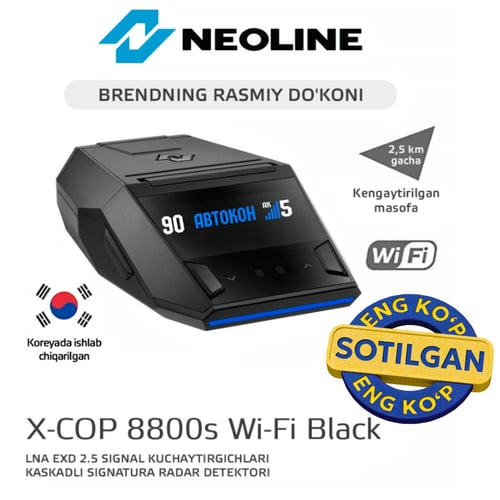 NEOLINE
BRENDNING RASMIY DO'KONI
2,5 km
gacha
Kengaytirilgan
masofa
90 АВТОКОН АК 5
Wi Fi
Koreyada ishlab
chiqarilgan
ENG KO'P
SOTILGAN
ENG KO'P
X-COP 8800s Wi-Fi Black
LNA EXD 2.5 SIGNAL KUCHAYTIRGICHLARI
KASKADLI SIGNATURA RADAR DETEKTORI